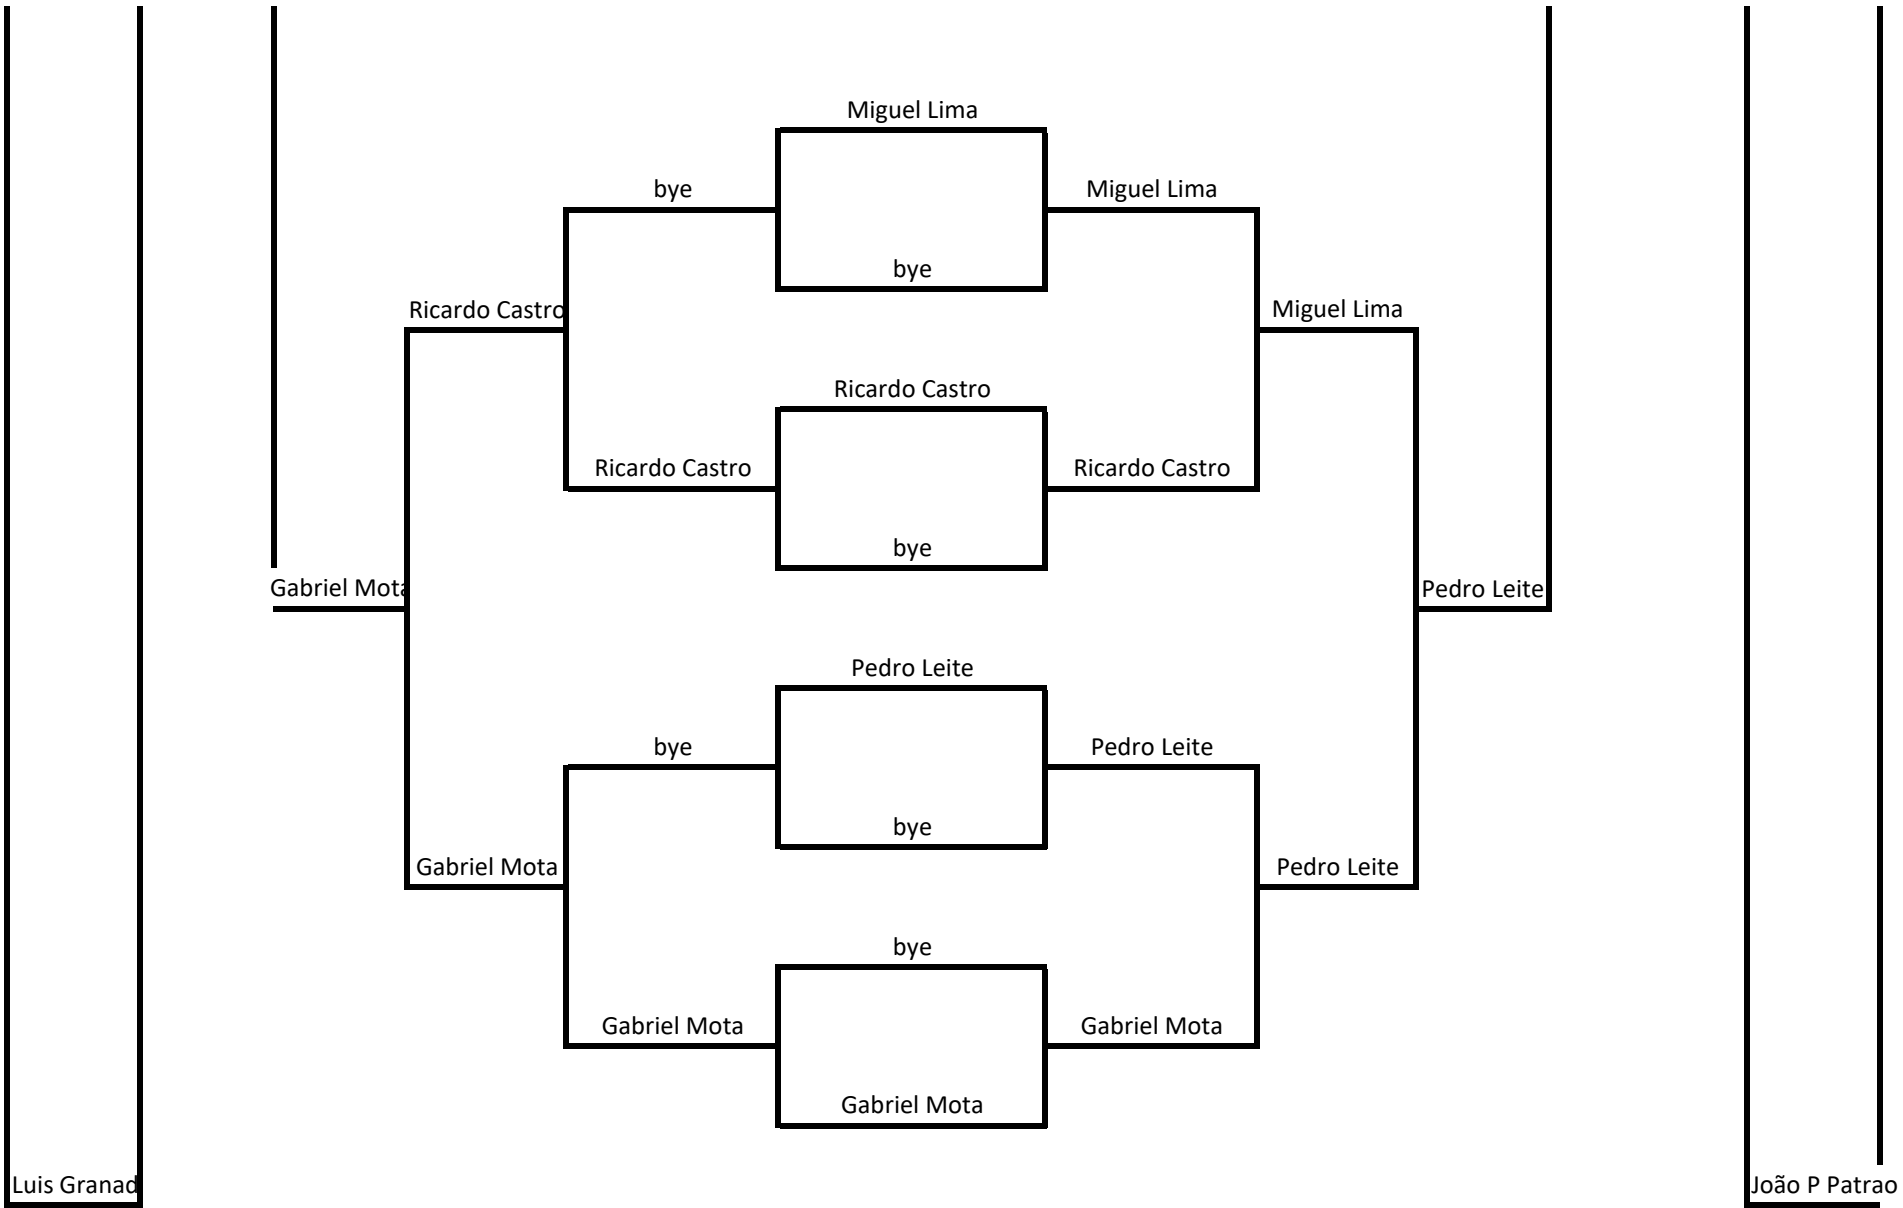 Miguel Lima
bye
Miguel Lima
bye
Ricardo Castro
Miguel Lima
Ricardo Castro
Ricardo Castro
Ricardo Castro
bye
Gabriel Mota
Pedro Leite
Pedro Leite
bye
Pedro Leite
bye
Gabriel Mota
Pedro Leite
bye
Gabriel Mota
Gabriel Mota
Gabriel Mota
Luis Granad
João P Patrao